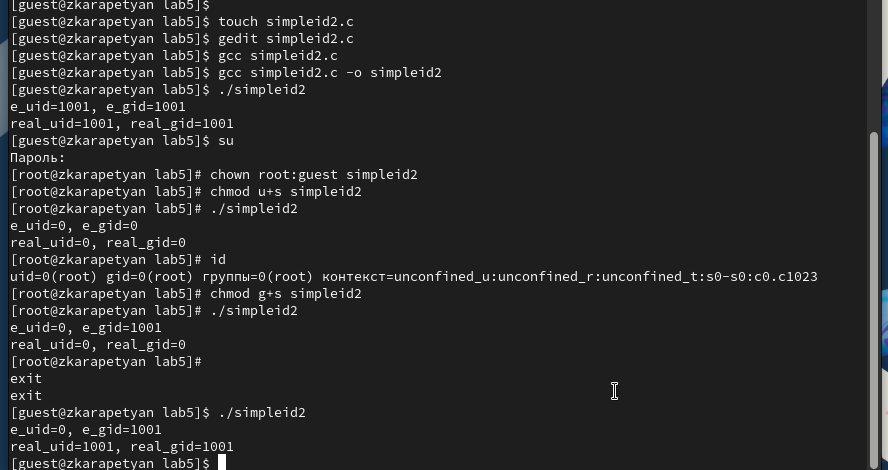 [guest@zkarapetyan lab5]$
[guest@zkarapetyan lab5]$ touch simpleid2.c
[guest@zkarapetyan lab5]$ gedit simpleid2.c
[guest@zkarapetyan lab5]$ gcc simpleid2.c
[guest@zkarapetyan lab5]$ gcc simpleid2.c -o simpleid2
[guest@zkarapetyan lab5]$ ./simpleid2
e_uid=1001, e_gid=1001
real_uid=1001, real_gid=1001
[guest@zkarapetyan lab5]$ su
Пароль:
[root@zkarapetyan lab5]# chown root:guest simpleid2
[root@zkarapetyan lab5]# chmod u+s simpleid2
[root@zkarapetyan lab5]# ./simpleid2
e_uid=0, e_gid=0
real_uid=0, real_gid=0
[root@zkarapetyan lab5]# id
uid=0(root) gid=0(root) группы=0(root) контекст=unconfined_u:unconfined_r:unconfined_t:s0-s0:c0.c1023
[root@zkarapetyan lab5]# chmod g+s simpleid2
[root@zkarapetyan lab5]# ./simpleid2
e_uid=0, e_gid=1001
real_uid=0, real_gid=0
[root@zkarapetyan lab5]#
exit
exit
[guest@zkarapetyan lab5]$ ./simpleid2
e_uid=0, e_gid=1001
real_uid=1001, real_gid=1001
[guest@zkarapetyan lab5]$